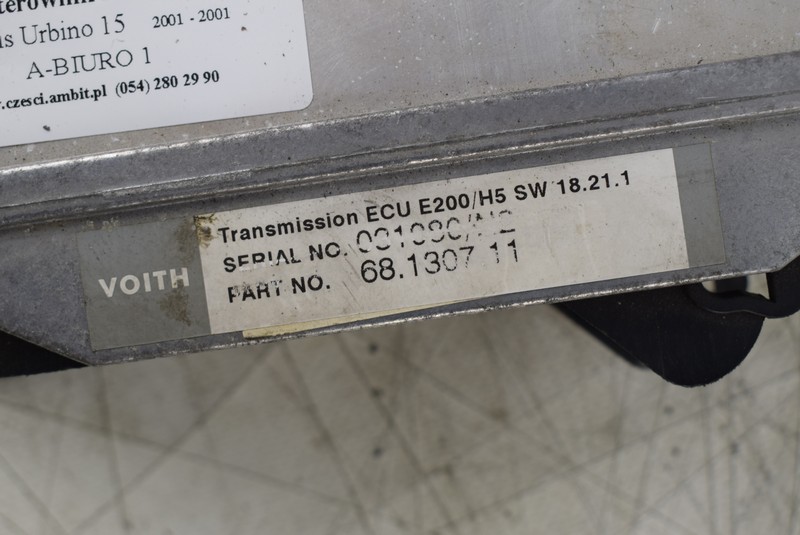 Urbino 15 2001 - 2001
A-BIURO 1
.czesci.ambit.pl (054) 280 29 90
VOITH
Transmission ECU E200/H5 SW 18.21.1
SERIAL NO.
PART NO. 68.1307 11